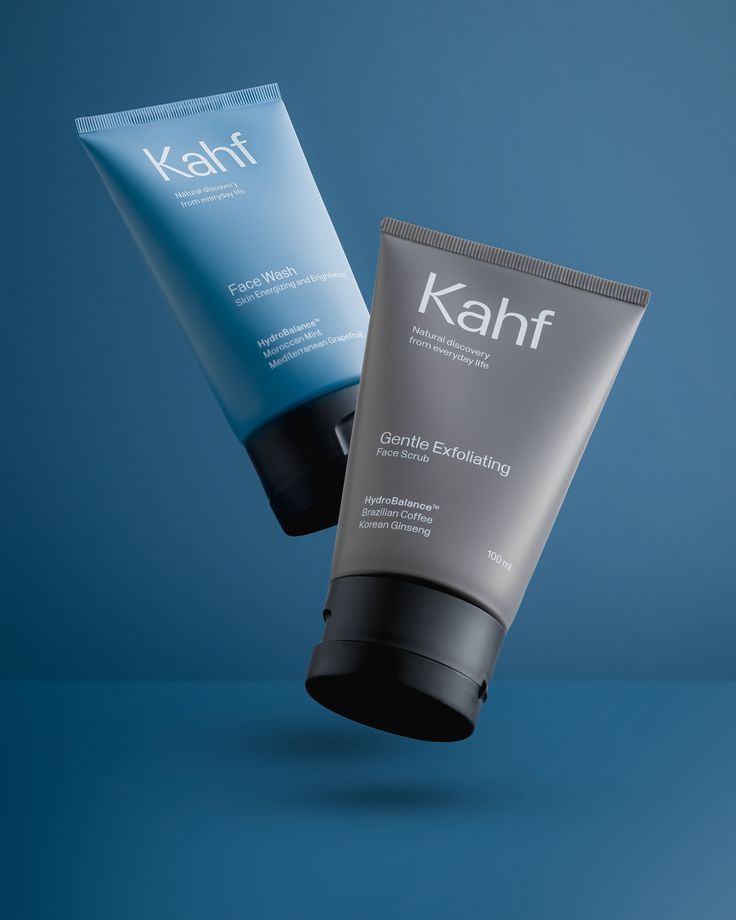 Kahf
Natural discovery
from everyday life
Face Wash
Skin Energizing and Brightening
HydroBalance™
Moroccan Mint
Mediterranean Grapefruit
Kahf
Natural discovery
from everyday life
Gentle Exfoliating
Face Scrub
HydroBalance™
Brazilian Coffee
Korean Ginseng
100 ml